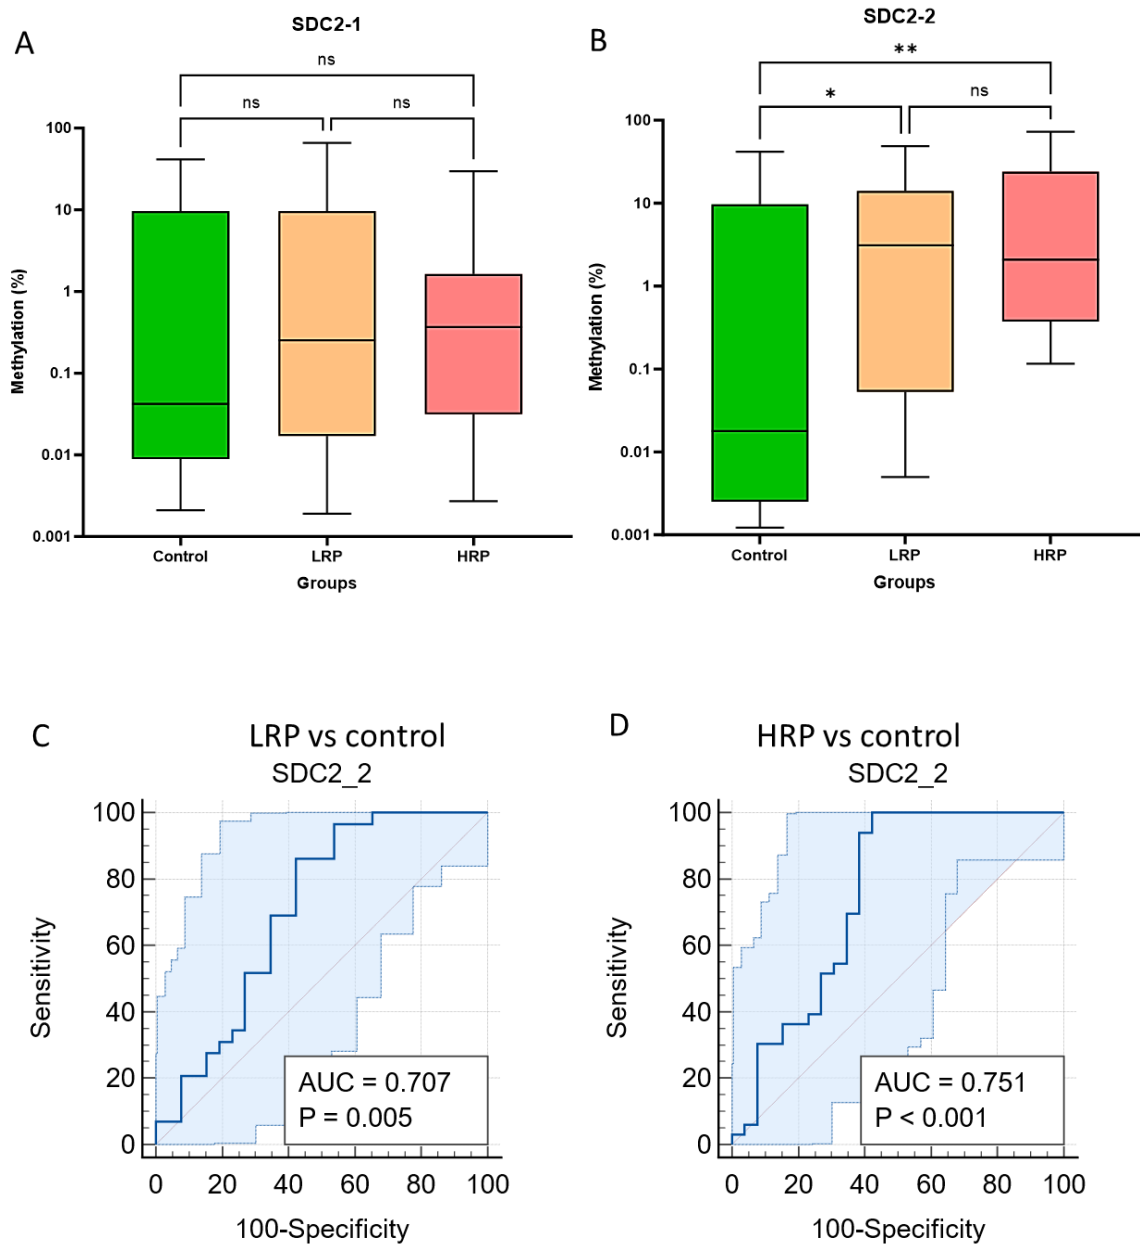 A
SDC2-1
ns
ns
ns
Methylation (%)
100
10
1
0.1
0.01
0.001
Control
LRP
HRP
Groups
B
SDC2-2
**
*
ns
Methylation (%)
100
10
1
0.1
0.01
0.001
Control
LRP
HRP
Groups
C
LRP vs control
SDC2_2
Sensitivity
100
80
60
40
20
0
AUC = 0.707
P = 0.005
0 20 40 60 80 100
100-Specificity
D
HRP vs control
SDC2_2
Sensitivity
100
80
60
40
20
0
AUC = 0.751
P < 0.001
0 20 40 60 80 100
100-Specificity